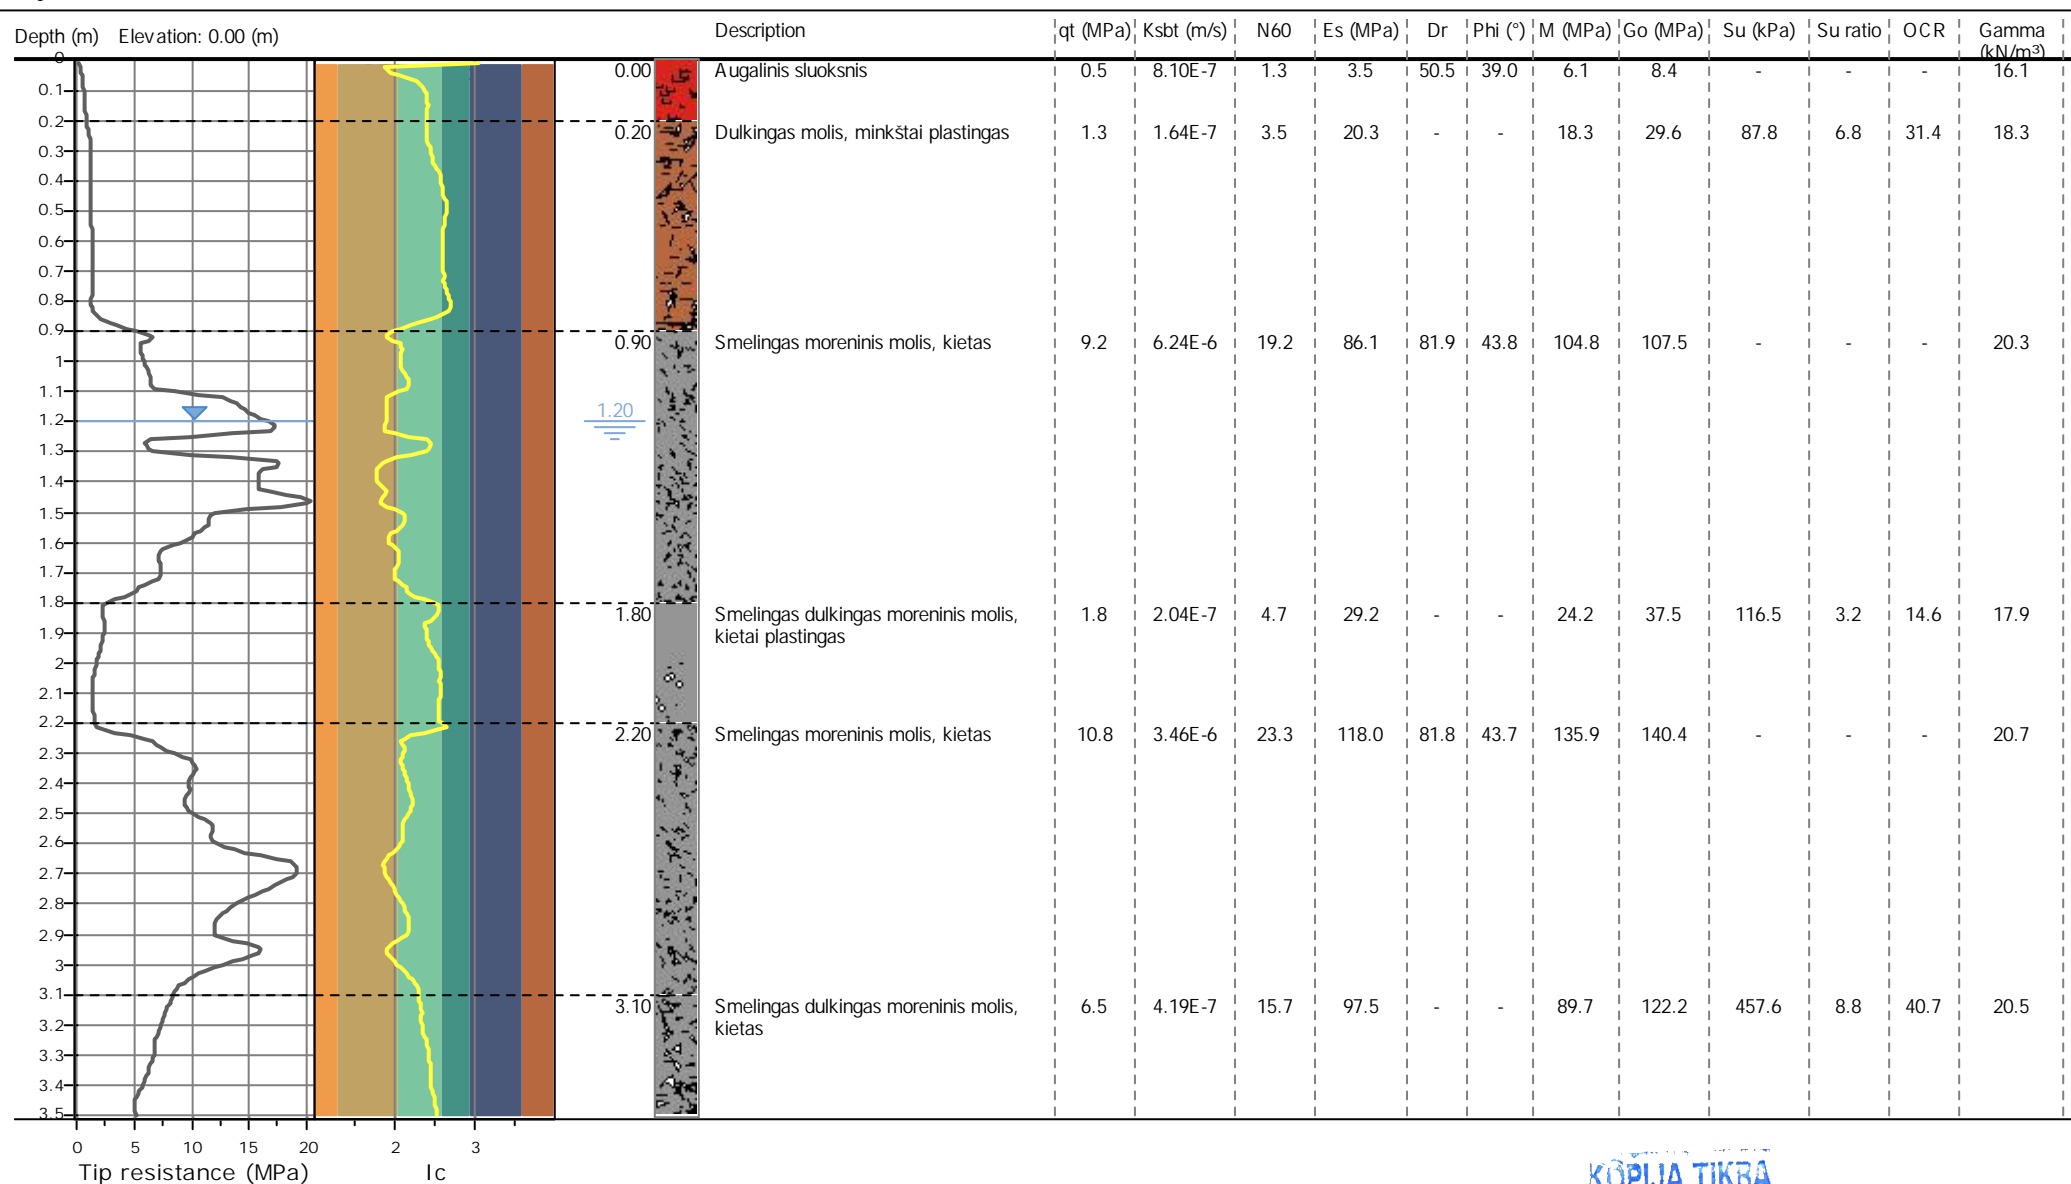 Depth (m) Elevation: 0.00 (m)
Description qt (MPa) Ksbt (m/s) N60 Es (MPa) Dr Phi (°) M (MPa) Go (MPa) Su (kPa) Su ratio OCR Gamma (kN/m³)
0
0.00 Augalinis sluoksnis 0.5 8.10E-7 1.3 3.5 50.5 39.0 6.1 8.4 - - - 16.1
0.1
0.2
0.20 Dulkingas molis, minkštai plastingas 1.3 1.64E-7 3.5 20.3 - - 18.3 29.6 87.8 6.8 31.4 18.3
0.3
0.4
0.5
0.6
0.7
0.8
0.9
0.90 Smelingas moreninis molis, kietas 9.2 6.24E-6 19.2 86.1 81.9 43.8 104.8 107.5 - - - 20.3
1
1.1
1.2 1.20
1.3
1.4
1.5
1.6
1.7
1.8
1.80 Smelingas dulkingas moreninis molis, 1.8 2.04E-7 4.7 29.2 - - 24.2 37.5 116.5 3.2 14.6 17.9
kietai plastingas
1.9
2
2.1
2.2
2.20 Smelingas moreninis molis, kietas 10.8 3.46E-6 23.3 118.0 81.8 43.7 135.9 140.4 - - - 20.7
2.3
2.4
2.5
2.6
2.7
2.8
2.9
3
3.1
3.10 Smelingas dulkingas moreninis molis, 6.5 4.19E-7 15.7 97.5 - - 89.7 122.2 457.6 8.8 40.7 20.5
kietas
3.2
3.3
3.4
3.5
0 5 10 15 20 2 3
Tip resistance (MPa) Ic
KOPIJA TIKRA